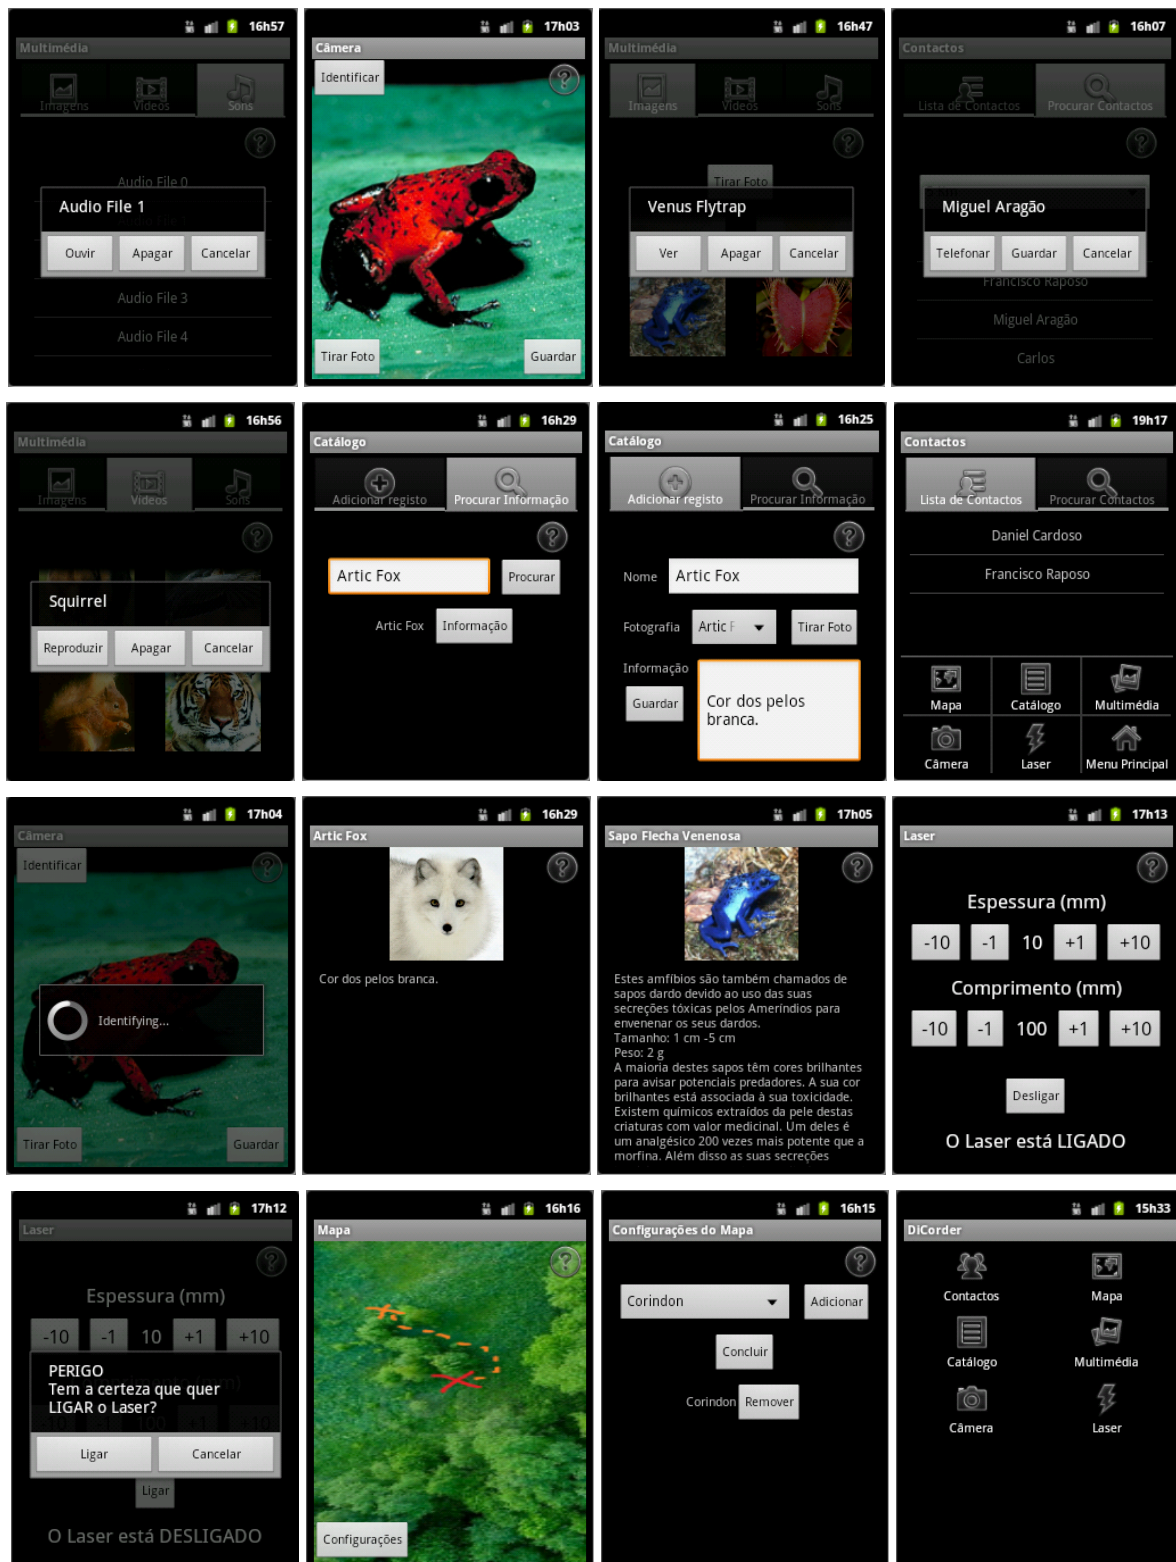 16h57
Multimédia
Imagens
Vídeos
Sons
Audio File 0
Audio File 1
Ouvir
Apagar
Cancelar
Audio File 3
Audio File 4
17h03
Câmera
Identificar
Tirar Foto
Guardar
16h47
Multimédia
Imagens
Vídeos
Sons
Tirar Foto
Venus Flytrap
Ver
Apagar
Cancelar
16h07
Contactos
Lista de Contactos
Procurar Contactos
Miguel Aragão
Telefonar
Guardar
Cancelar
Francisco Raposo
Miguel Aragão
Carlos
16h56
Multimédia
Imagens
Vídeos
Sons
Squirrel
Reproduzir
Apagar
Cancelar
16h29
Catálogo
Adicionar registo
Procurar Informação
Artic Fox
Procurar
Artic Fox
Informação
16h25
Catálogo
Adicionar registo
Procurar Informação
Nome
Artic Fox
Fotografia
Artic F
Tirar Foto
Informação
Guardar
Cor dos pelos
branca.
19h17
Contactos
Lista de Contactos
Procurar Contactos
Daniel Cardoso
Francisco Raposo
Mapa
Catálogo
Multimédia
Câmera
Laser
Menu Principal
17h04
Câmera
Identificar
Identifying...
Tirar Foto
Guardar
16h29
Artic Fox
Cor dos pelos branca.
17h05
Sapo Flecha Venenosa
Estes amfíbios são também chamados de
sapos dardo devido ao uso das suas
secreções tóxicas pelos Ameríndios para
envenenar os seus dardos.
Tamanho: 1 cm -5 cm
Peso: 2 g
A maioria destes sapos têm cores brilhantes
para avisar potenciais predadores. A sua cor
brilhantes está associada à sua toxicidade.
Existem químicos extraídos da pele destas
criaturas com valor medicinal. Um deles é
um analgésico 200 vezes mais potente que a
morfina. Além disso as suas secreções
17h13
Laser
Espessura (mm)
-10 -1 10 +1 +10
Comprimento (mm)
-10 -1 100 +1 +10
Desligar
O Laser está LIGADO
17h12
Laser
Espessura (mm)
-10 -1 10 +1 +10
PERIGO
Tem a certeza que quer
LIGAR o Laser?
Ligar
Cancelar
Ligar
O Laser está DESLIGADO
16h16
Mapa
Configurações
16h15
Configurações do Mapa
Corindon
Adicionar
Concluir
Corindon
Remover
15h33
DiCorder
Contactos
Mapa
Catálogo
Multimédia
Câmera
Laser